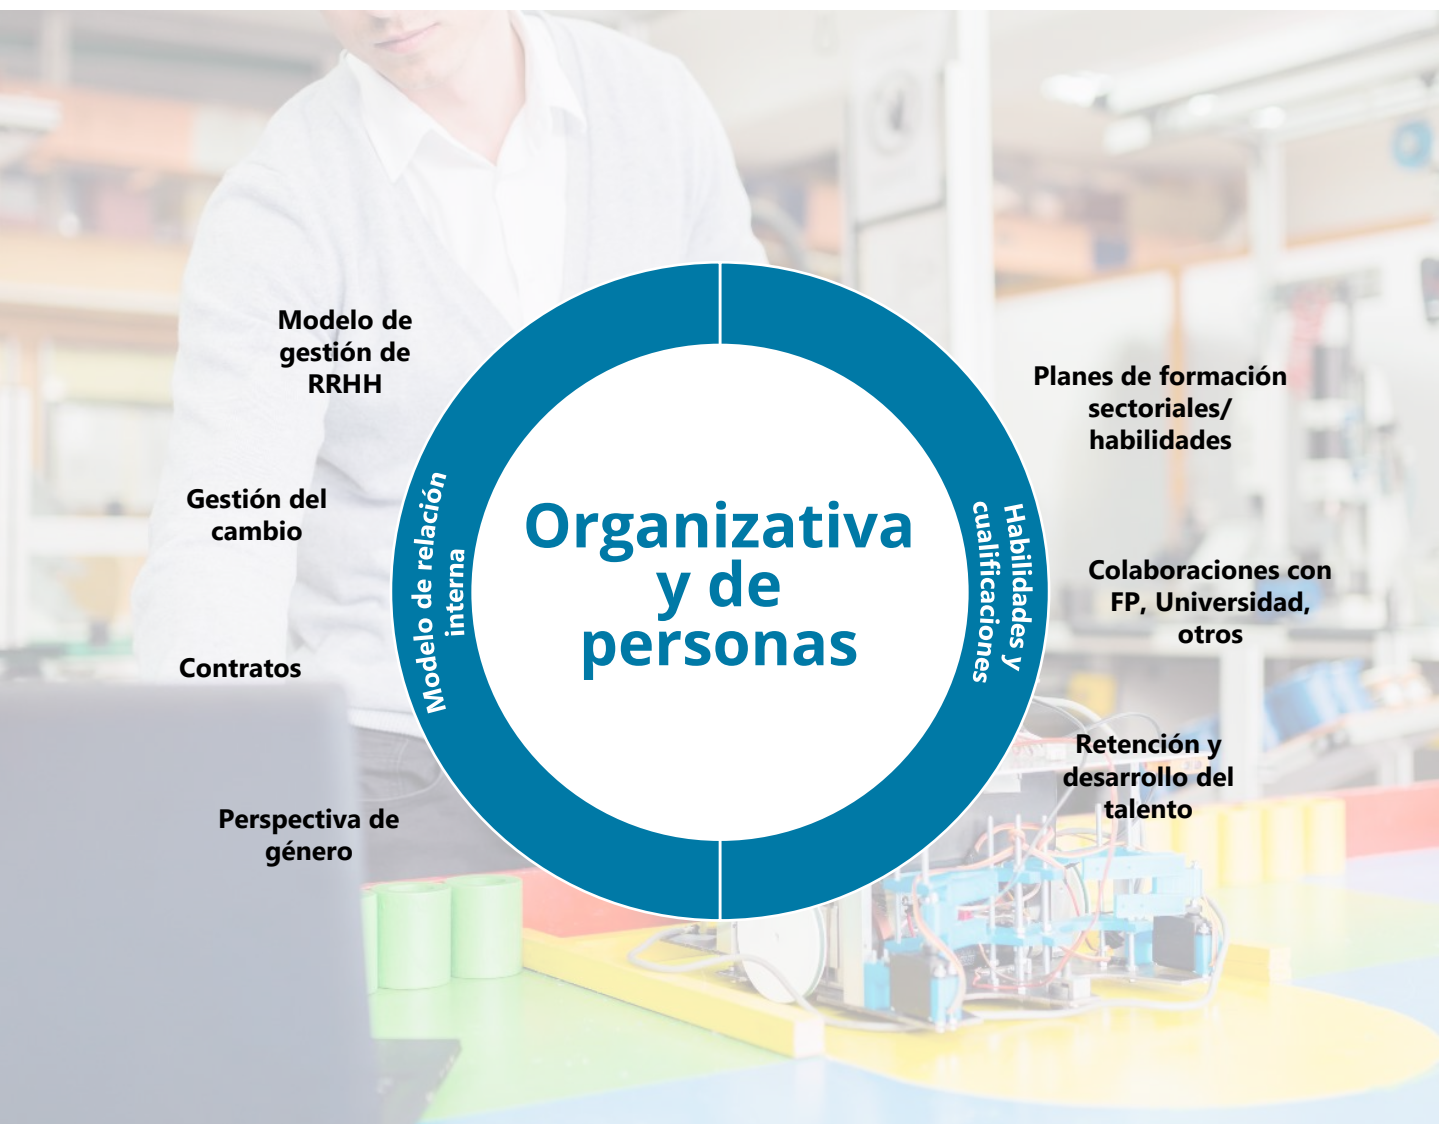 Modelo de
gestión de
RRHH
Gestión del
cambio
Contratos
Perspectiva de
género
Modelo de relación
interna
Organizativa
y de
personas
Habilidades y
cualificaciones
Planes de formación
sectoriales/
habilidades
Colaboraciones con
FP, Universidad,
otros
Retención y
desarrollo del
talento